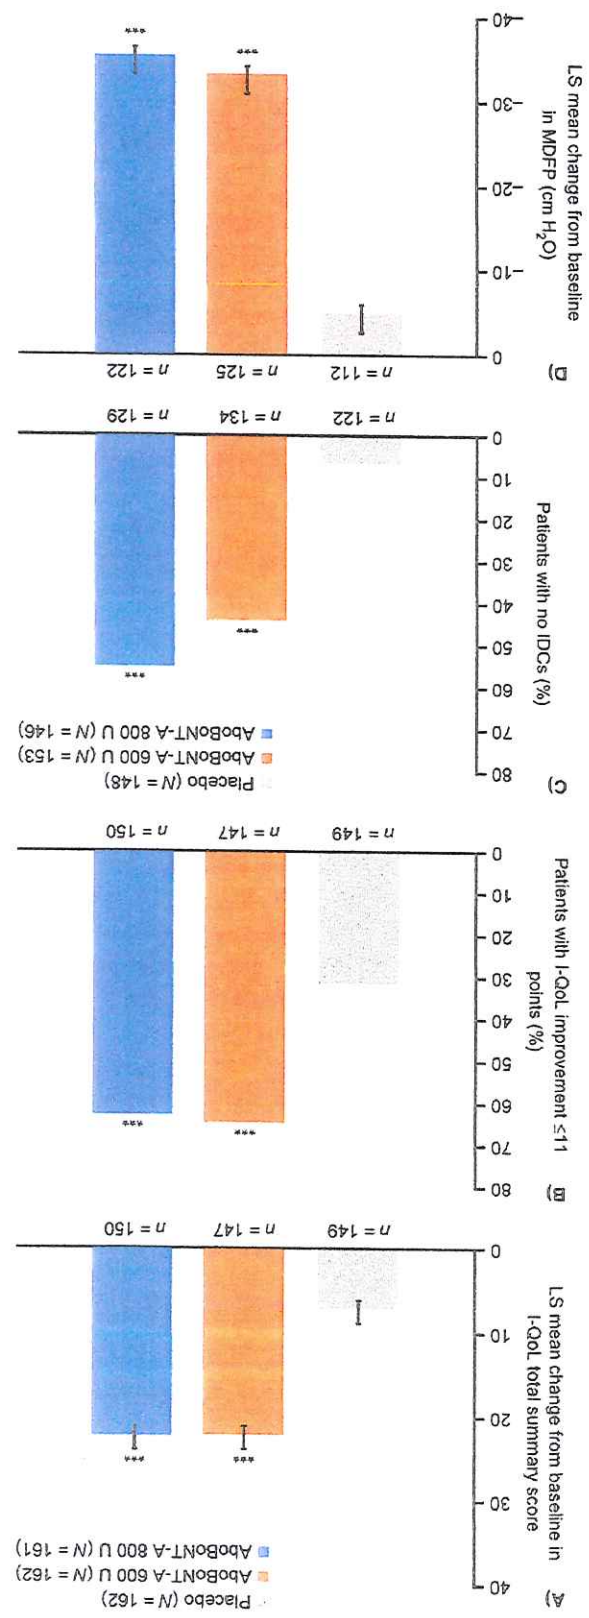 A)
LS mean change from baseline in
I-QoL total summary score
Placebo (N = 162)
AboBoNT-A 600 U (N = 162)
AboBoNT-A 800 U (N = 161)
40
30
20
10
0
***
***
n = 149
n = 147
n = 150
B)
Patients with I-QoL improvement ≤11
points (%)
80
70
60
50
40
30
20
10
0
***
***
n = 149
n = 147
n = 150
C)
Patients with no IDCs (%)
Placebo (N = 148)
AboBoNT-A 600 U (N = 153)
AboBoNT-A 800 U (N = 146)
80
70
60
50
40
30
20
10
0
***
***
n = 122
n = 134
n = 129
D)
LS mean change from baseline
in MDFP (cm H₂O)
n = 112
n = 125
n = 122
0
–10
–20
–30
–40
***
***